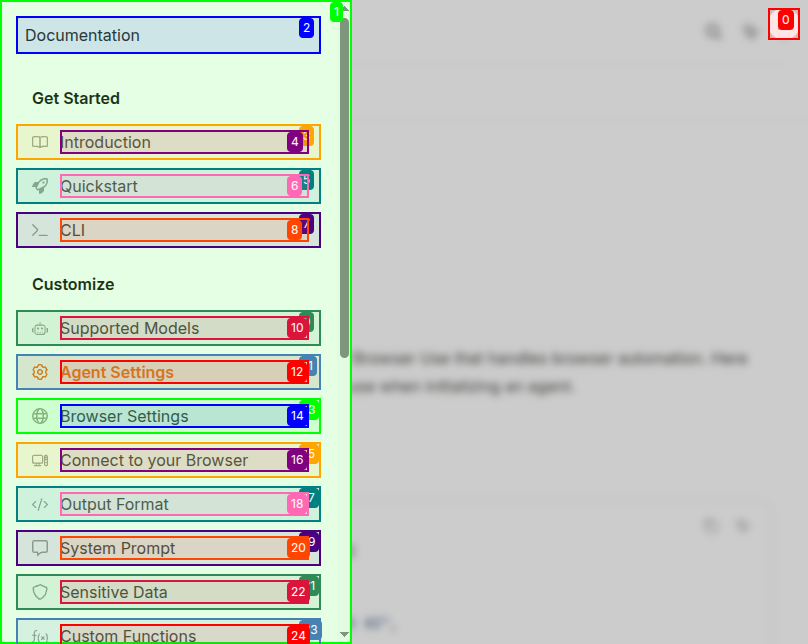 1
0
Documentation 2
Get Started
Introduction 4
Quickstart 6
CLI 8
Customize
Supported Models 10
Agent Settings 12
Browser Settings 14
Connect to your Browser 16
Output Format 18
System Prompt 20
Sensitive Data 22
f(x) Custom Functions 24
Browser Use that handles browser automation. Here
use when initializing an agent.